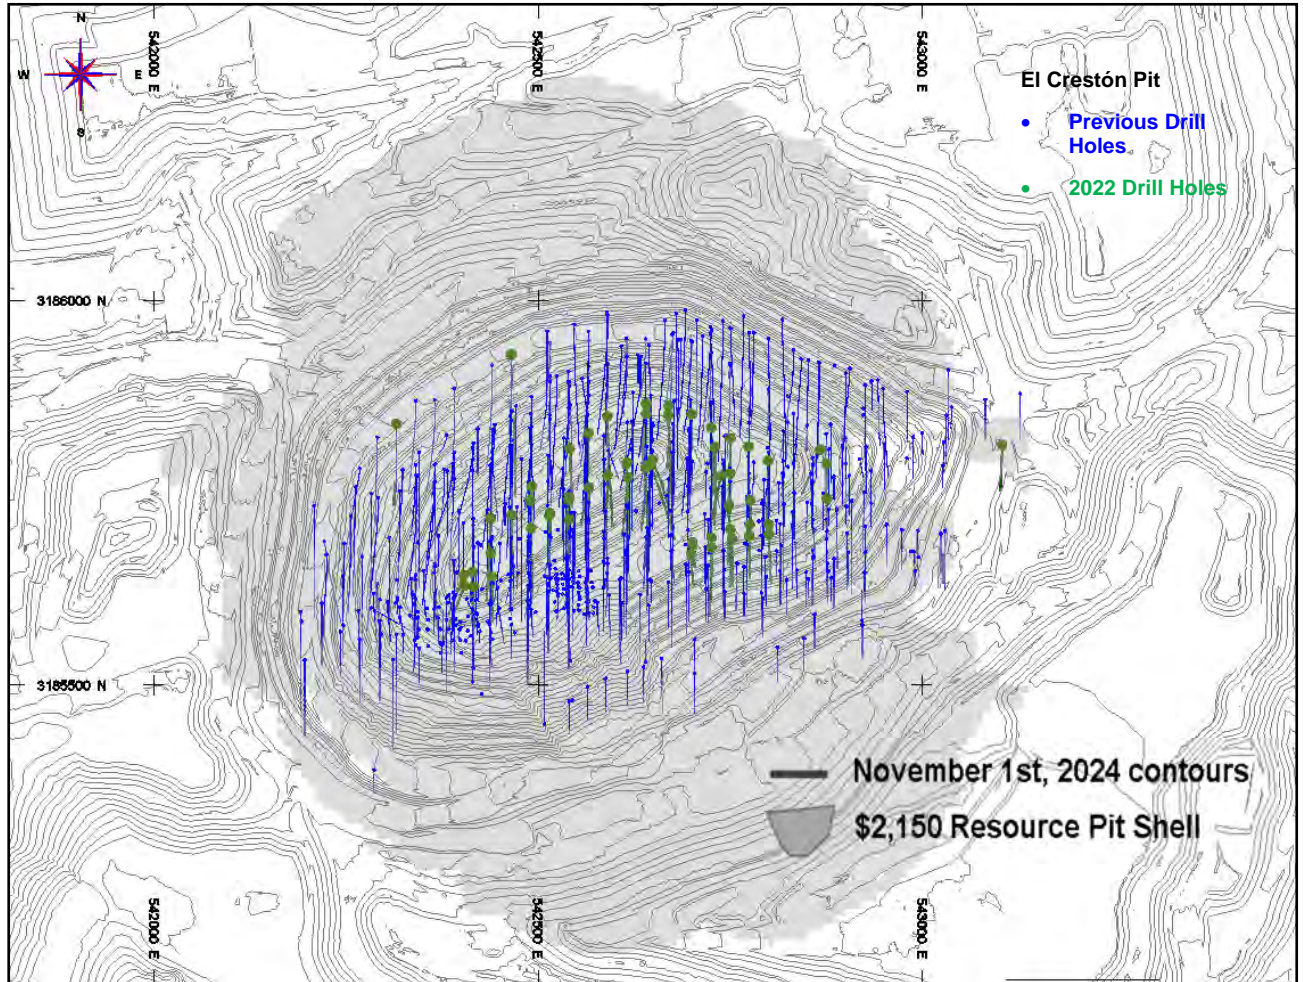 N
W E
S
542000 E
542500 E
543000 E
El Crestón Pit
• Previous Drill
Holes
• 2022 Drill Holes
3186000 N
3185500 N
November 1st, 2024 contours
$2,150 Resource Pit Shell
542000 E
542500 E
543000 E